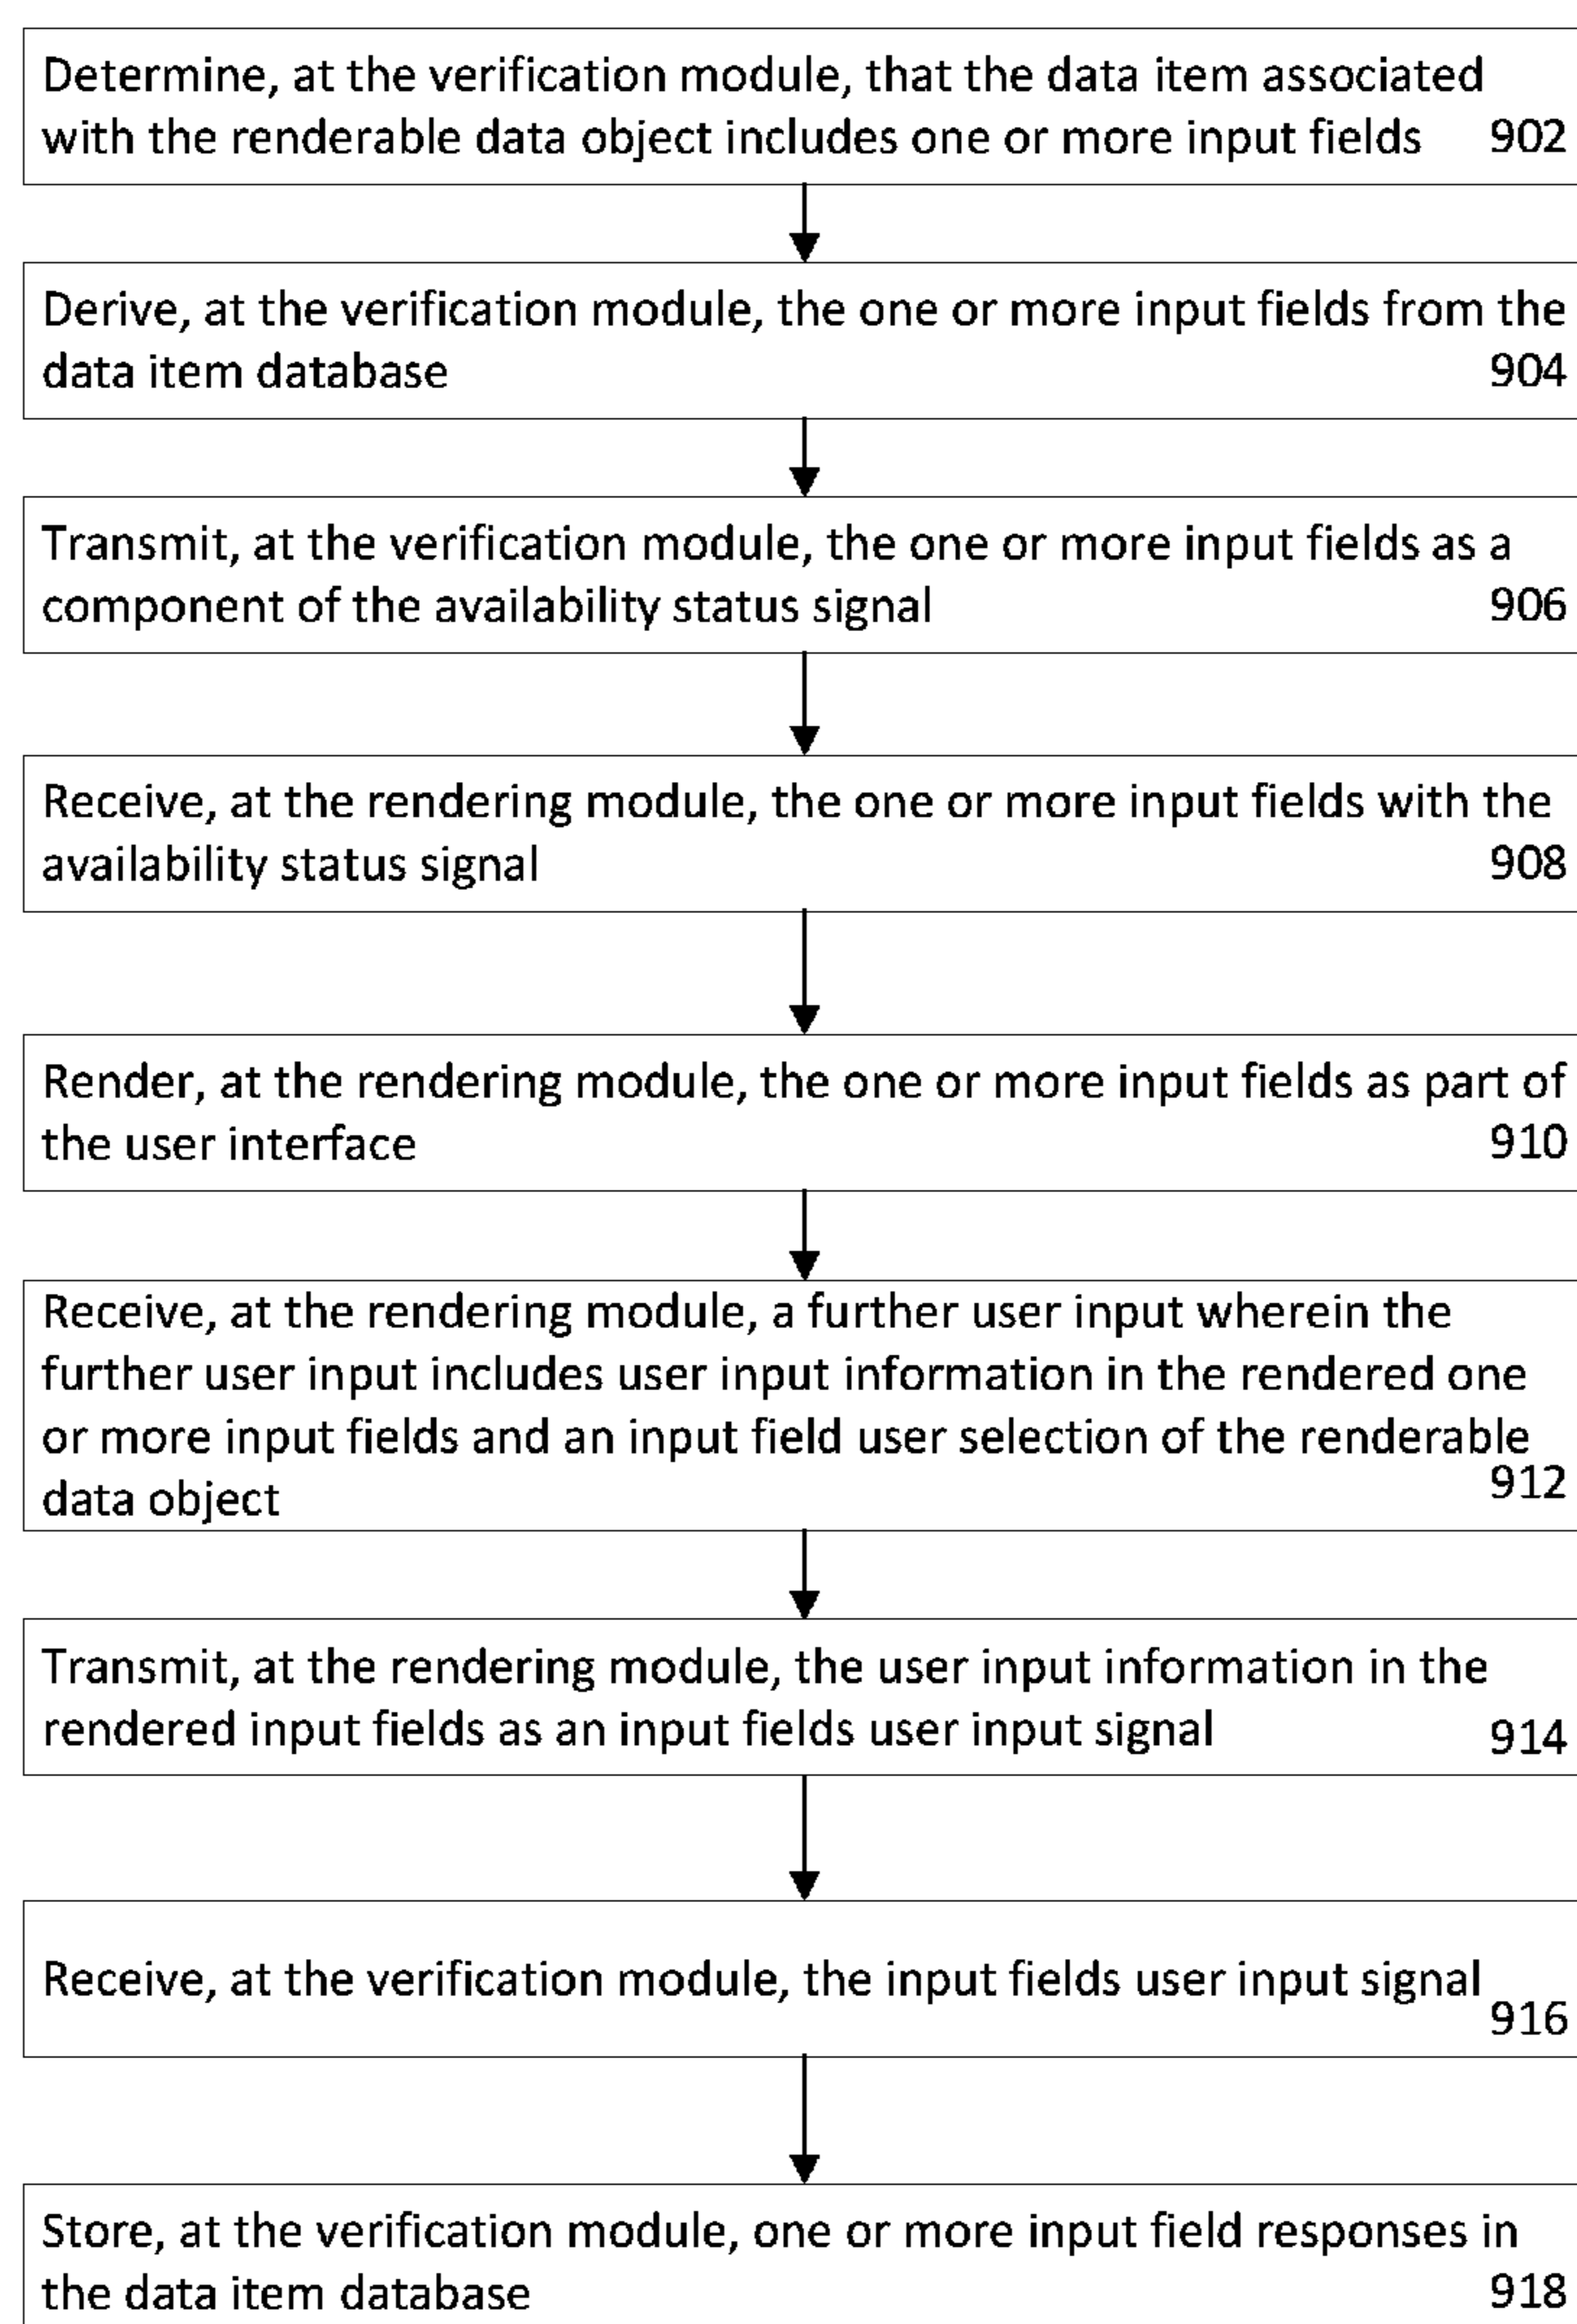 Determine, at the verification module, that the data item associated
with the renderable data object includes one or more input fields 902
Derive, at the verification module, the one or more input fields from the
data item database 904
Transmit, at the verification module, the one or more input fields as a
component of the availability status signal 906
Receive, at the rendering module, the one or more input fields with the
availability status signal 908
Render, at the rendering module, the one or more input fields as part of
the user interface 910
Receive, at the rendering module, a further user input wherein the
further user input includes user input information in the rendered one
or more input fields and an input field user selection of the renderable
data object 912
Transmit, at the rendering module, the user input information in the
rendered input fields as an input fields user input signal 914
Receive, at the verification module, the input fields user input signal
916
Store, at the verification module, one or more input field responses in
the data item database 918